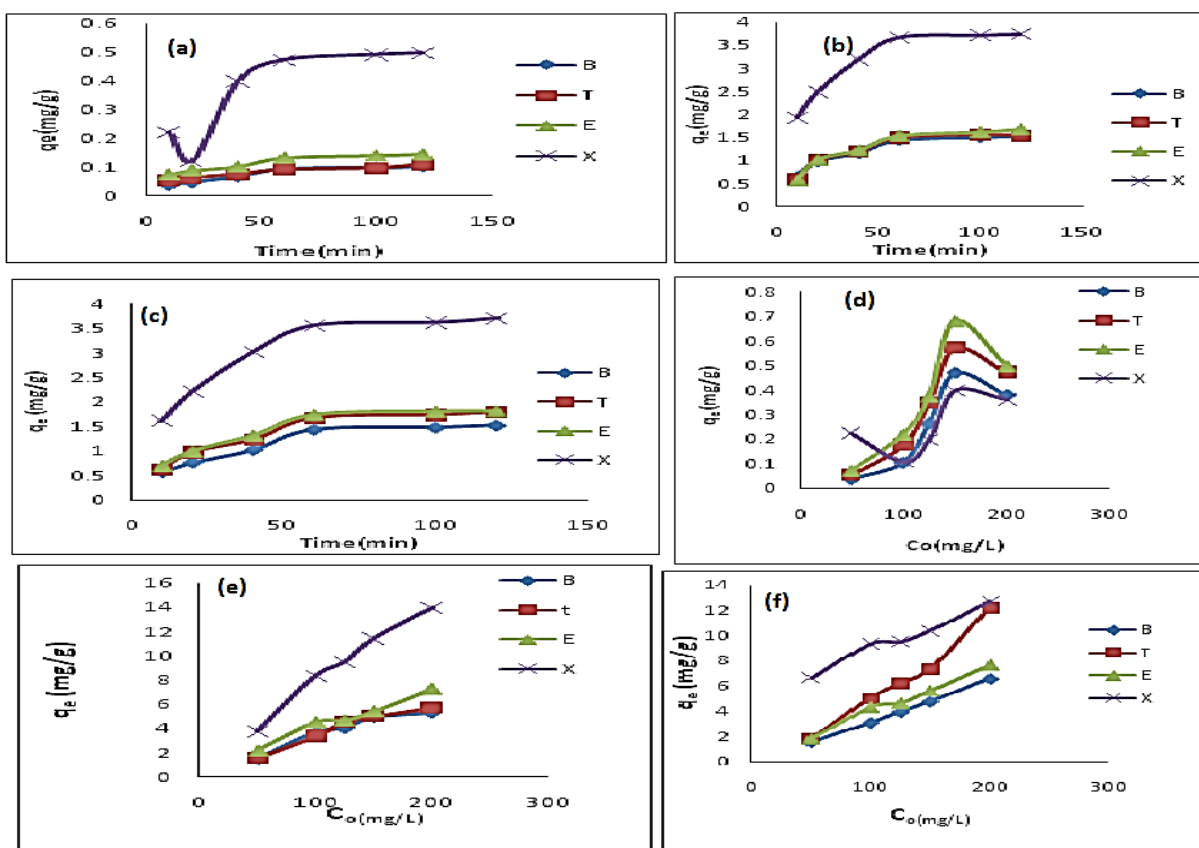 (a)
qe(mg/g)
0.6
0.5
0.4
0.3
0.2
0.1
0
0 50 100 150
Time(min)
B
T
E
X
(b)
qe (mg/g)
4
3.5
3
2.5
2
1.5
1
0.5
0
0 50 100 150
Time(min)
B
T
E
X
(c)
qe (mg/g)
4
3.5
3
2.5
2
1.5
1
0.5
0
0 50 100 150
Time(min)
B
T
E
X
(d)
qe (mg/g)
0.8
0.7
0.6
0.5
0.4
0.3
0.2
0.1
0
0 100 200 300
Co(mg/L)
B
T
E
X
(e)
qe (mg/g)
16
14
12
10
8
6
4
2
0
0 100 200 300
Co(mg/L)
B
t
E
X
(f)
qe (mg/g)
14
12
10
8
6
4
2
0
0 100 200 300
Co(mg/L)
B
T
E
X